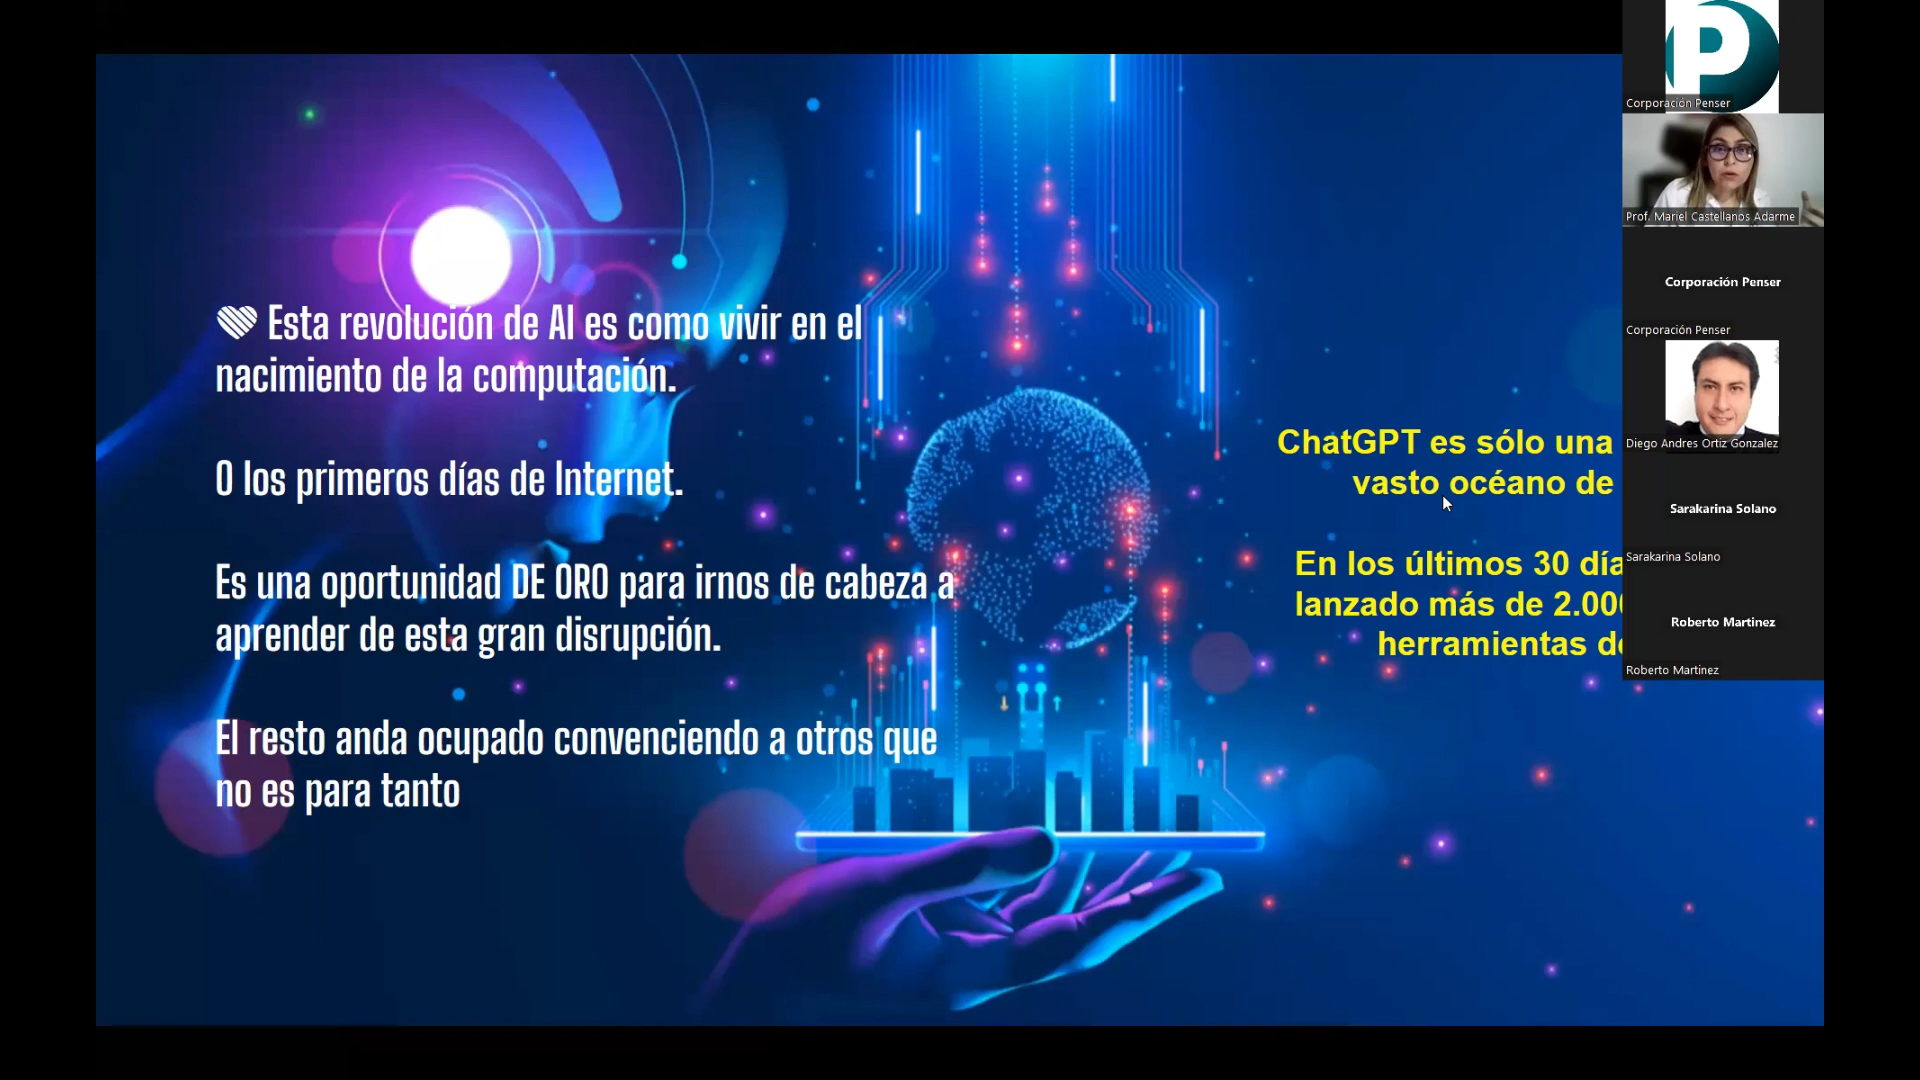 Esta revolución de AI es como vivir en el
nacimiento de la computación.
O los primeros días de Internet.
Es una oportunidad DE ORO para irnos de cabeza a
aprender de esta gran disrupción.
El resto anda ocupado convenciendo a otros que
no es para tanto
ChatGPT es sólo una
vasto océano de
En los últimos 30
lanzado más de
herramientas
P
Corporación Penser
Prof. Mariel Castellanos Adarme
Corporación Penser
Corporación Penser
Diego Andres Ortiz Gonzalez
Sarakarina Solano
Sarakarina Solano
Roberto Martinez
Roberto Martinez